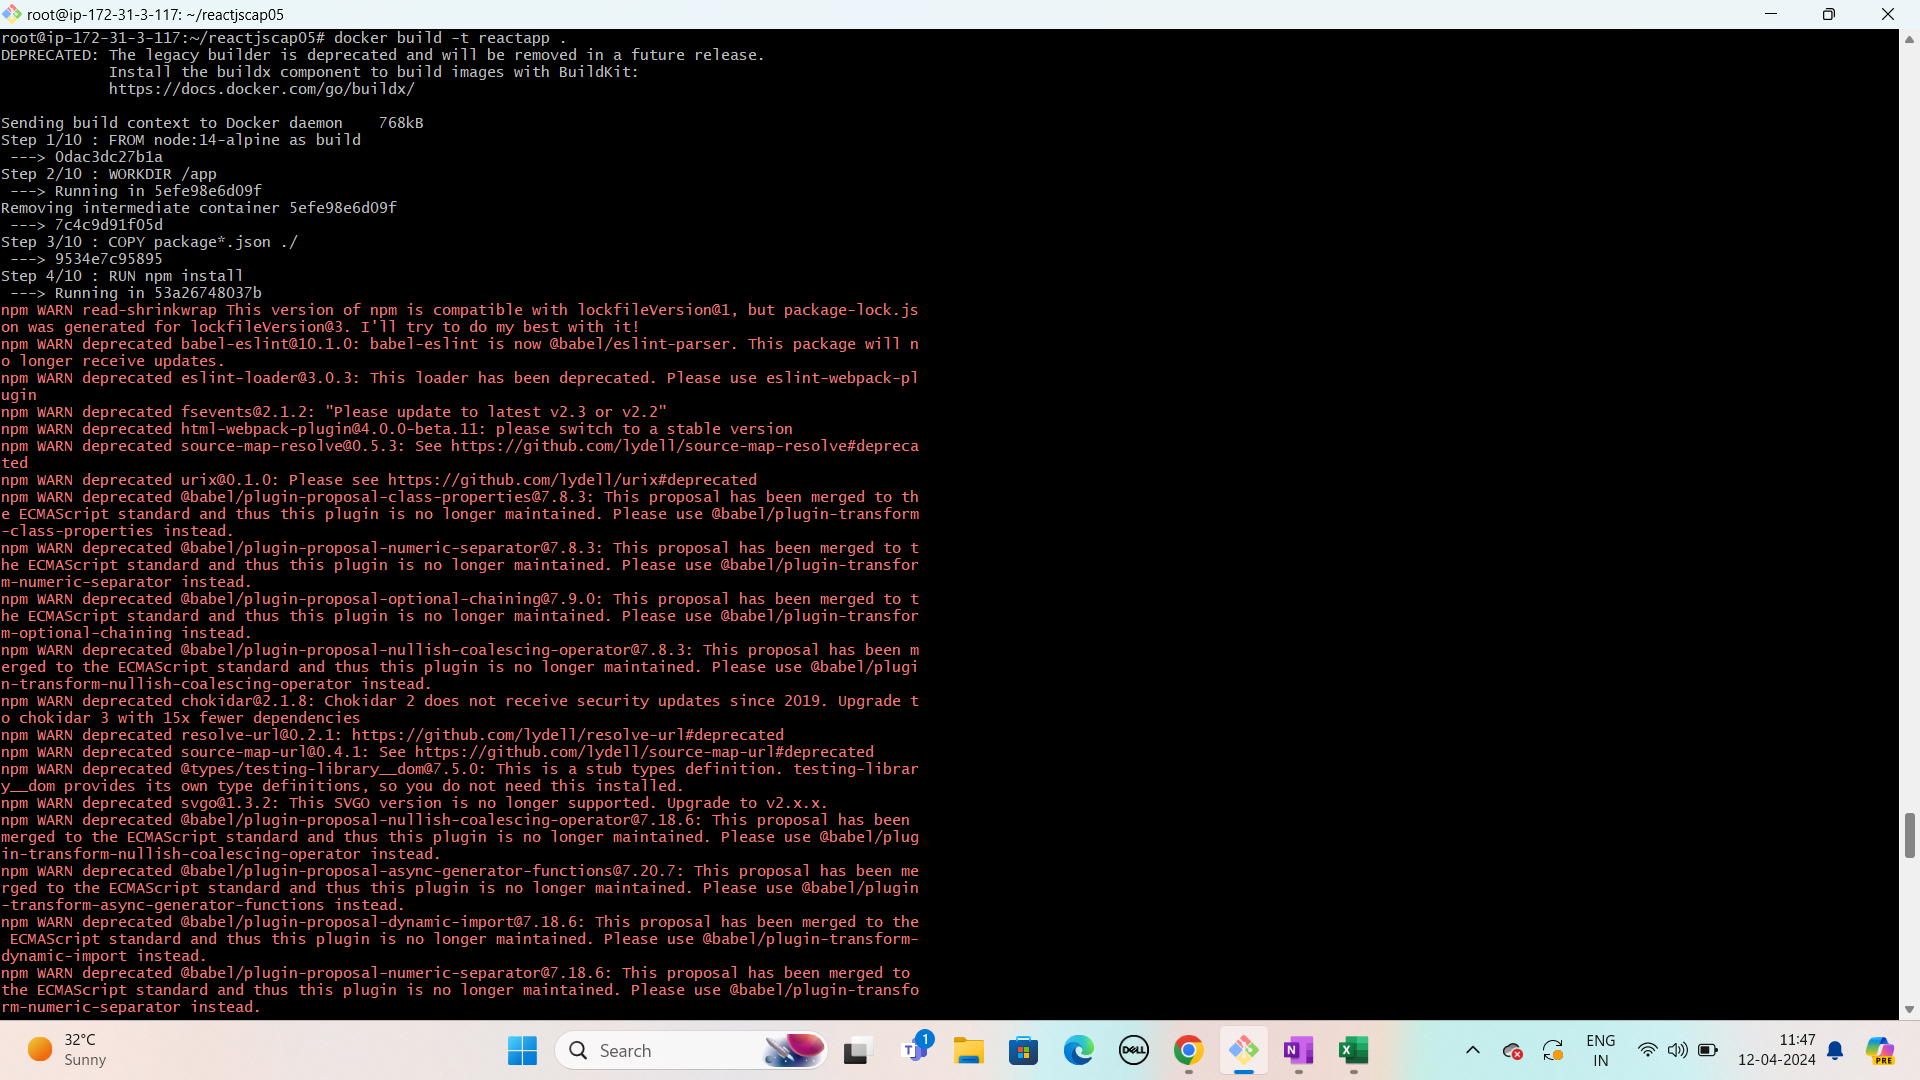 root@ip-172-31-3-117: ~/reactjscap05
root@ip-172-31-3-117:~/reactjscap05# docker build -t reactapp .
DEPRECATED: The legacy builder is deprecated and will be removed in a future release.
            Install the buildx component to build images with BuildKit:
            https://docs.docker.com/go/buildx/

Sending build context to Docker daemon    768kB
Step 1/10 : FROM node:14-alpine as build
 ---> 0dac3dc27b1a
Step 2/10 : WORKDIR /app
 ---> Running in 5efe98e6d09f
Removing intermediate container 5efe98e6d09f
 ---> 7c4c9d91f05d
Step 3/10 : COPY package*.json ./
 ---> 9534e7c95895
Step 4/10 : RUN npm install
 ---> Running in 53a26748037b
npm WARN read-shrinkwrap This version of npm is compatible with lockfileVersion@1, but package-lock.js
on was generated for lockfileVersion@3. I'll try to do my best with it!
npm WARN deprecated babel-eslint@10.1.0: babel-eslint is now @babel/eslint-parser. This package will n
o longer receive updates.
npm WARN deprecated eslint-loader@3.0.3: This loader has been deprecated. Please use eslint-webpack-pl
ugin
npm WARN deprecated fsevents@2.1.2: "Please update to latest v2.3 or v2.2"
npm WARN deprecated html-webpack-plugin@4.0.0-beta.11: please switch to a stable version
npm WARN deprecated source-map-resolve@0.5.3: See https://github.com/lydell/source-map-resolve#depreca
ted
npm WARN deprecated urix@0.1.0: Please see https://github.com/lydell/urix#deprecated
npm WARN deprecated @babel/plugin-proposal-class-properties@7.8.3: This proposal has been merged to th
e ECMAScript standard and thus this plugin is no longer maintained. Please use @babel/plugin-transform
-class-properties instead.
npm WARN deprecated @babel/plugin-proposal-numeric-separator@7.8.3: This proposal has been merged to t
he ECMAScript standard and thus this plugin is no longer maintained. Please use @babel/plugin-transfor
m-numeric-separator instead.
npm WARN deprecated @babel/plugin-proposal-optional-chaining@7.9.0: This proposal has been merged to t
he ECMAScript standard and thus this plugin is no longer maintained. Please use @babel/plugin-transfor
m-optional-chaining instead.
npm WARN deprecated @babel/plugin-proposal-nullish-coalescing-operator@7.8.3: This proposal has been m
erged to the ECMAScript standard and thus this plugin is no longer maintained. Please use @babel/plugi
n-transform-nullish-coalescing-operator instead.
npm WARN deprecated chokidar@2.1.8: Chokidar 2 does not receive security updates since 2019. Upgrade t
o chokidar 3 with 15x fewer dependencies
npm WARN deprecated resolve-url@0.2.1: https://github.com/lydell/resolve-url#deprecated
npm WARN deprecated source-map-url@0.4.1: See https://github.com/lydell/source-map-url#deprecated
npm WARN deprecated @types/testing-library__dom@7.5.0: This is a stub types definition. testing-librar
y__dom provides its own type definitions, so you do not need this installed.
npm WARN deprecated svgo@1.3.2: This SVGO version is no longer supported. Upgrade to v2.x.x.
npm WARN deprecated @babel/plugin-proposal-nullish-coalescing-operator@7.18.6: This proposal has been
merged to the ECMAScript standard and thus this plugin is no longer maintained. Please use @babel/plug
in-transform-nullish-coalescing-operator instead.
npm WARN deprecated @babel/plugin-proposal-async-generator-functions@7.20.7: This proposal has been me
rged to the ECMAScript standard and thus this plugin is no longer maintained. Please use @babel/plugin
-transform-async-generator-functions instead.
npm WARN deprecated @babel/plugin-proposal-dynamic-import@7.18.6: This proposal has been merged to the
 ECMAScript standard and thus this plugin is no longer maintained. Please use @babel/plugin-transform-
dynamic-import instead.
npm WARN deprecated @babel/plugin-proposal-numeric-separator@7.18.6: This proposal has been merged to
the ECMAScript standard and thus this plugin is no longer maintained. Please use @babel/plugin-transfo
rm-numeric-separator instead.
32°C
Sunny
Search
1
DELL
ENG
IN
11:47
12-04-2024
PRE